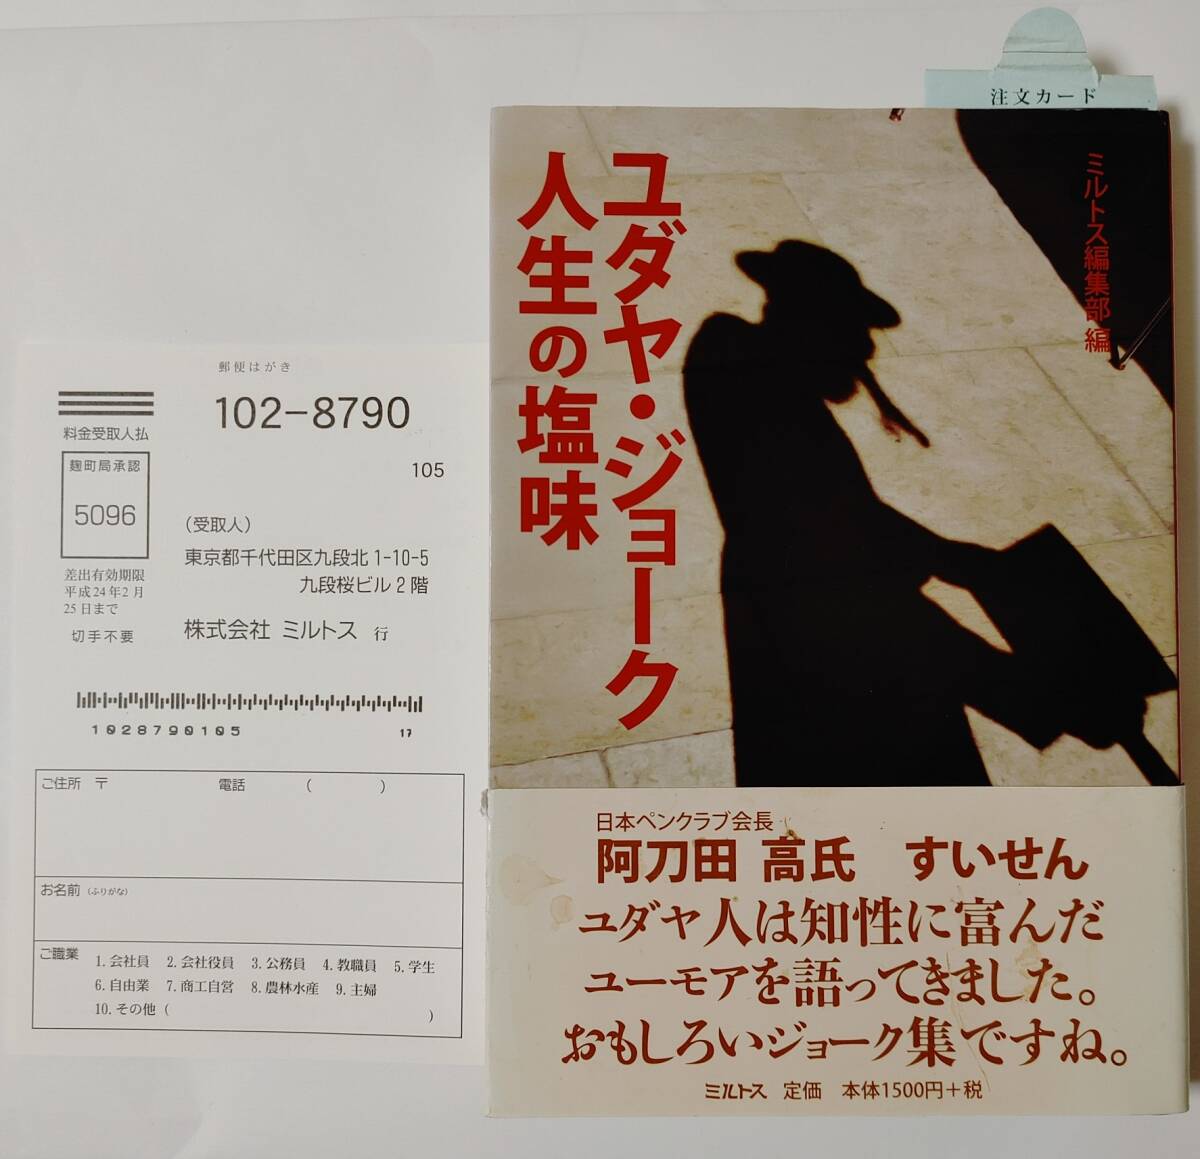 郵便はがき
102-8790
105
料金受取人払
麹町局承認
5096
差出有効期限
平成24年2月
25日まで
切手不要
(受取人)
東京都千代田区九段北1-10-5
九段桜ビル2階
株式会社 ミルトス 行
1028790105 17
ご住所 〒 電話 ( )
お名前 (ふりがな)
ご職業
1.会社員 2.会社役員 3.公務員 4.教職員 5.学生
6.自由業 7.商工自営 8.農林水産 9.主婦
10.その他 ( )
注文カード
ミルトス編集部 編
ユダヤ・ジョーク
人生の塩味
日本ペンクラブ会長
阿刀田 高氏 すいせん
ユダヤ人は知性に富んだ
ユーモアを語ってきました。
おもしろいジョーク集ですね。
ミルトス 定価 本体1500円+税